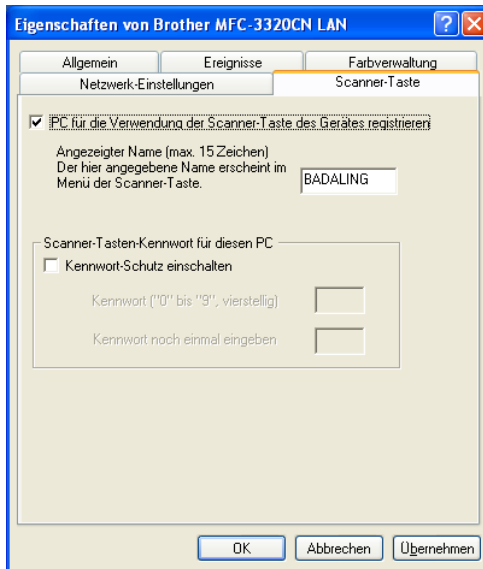 Eigenschaften von Brother MFC-3320CN LAN
Allgemein
Ereignisse
Farbverwaltung
Netzwerk-Einstellungen
Scanner-Taste
PC für die Verwendung der Scanner-Taste des Gerätes registrieren
Angezeigter Name (max. 15 Zeichen)
Der hier angegebene Name erscheint im
Menü der Scanner-Taste.
BADALING
Scanner-Tasten-Kennwort für diesen PC
Kennwort-Schutz einschalten
Kennwort ("0" bis "9", vierstellig)
Kennwort noch einmal eingeben
OK
Abbrechen
Übernehmen